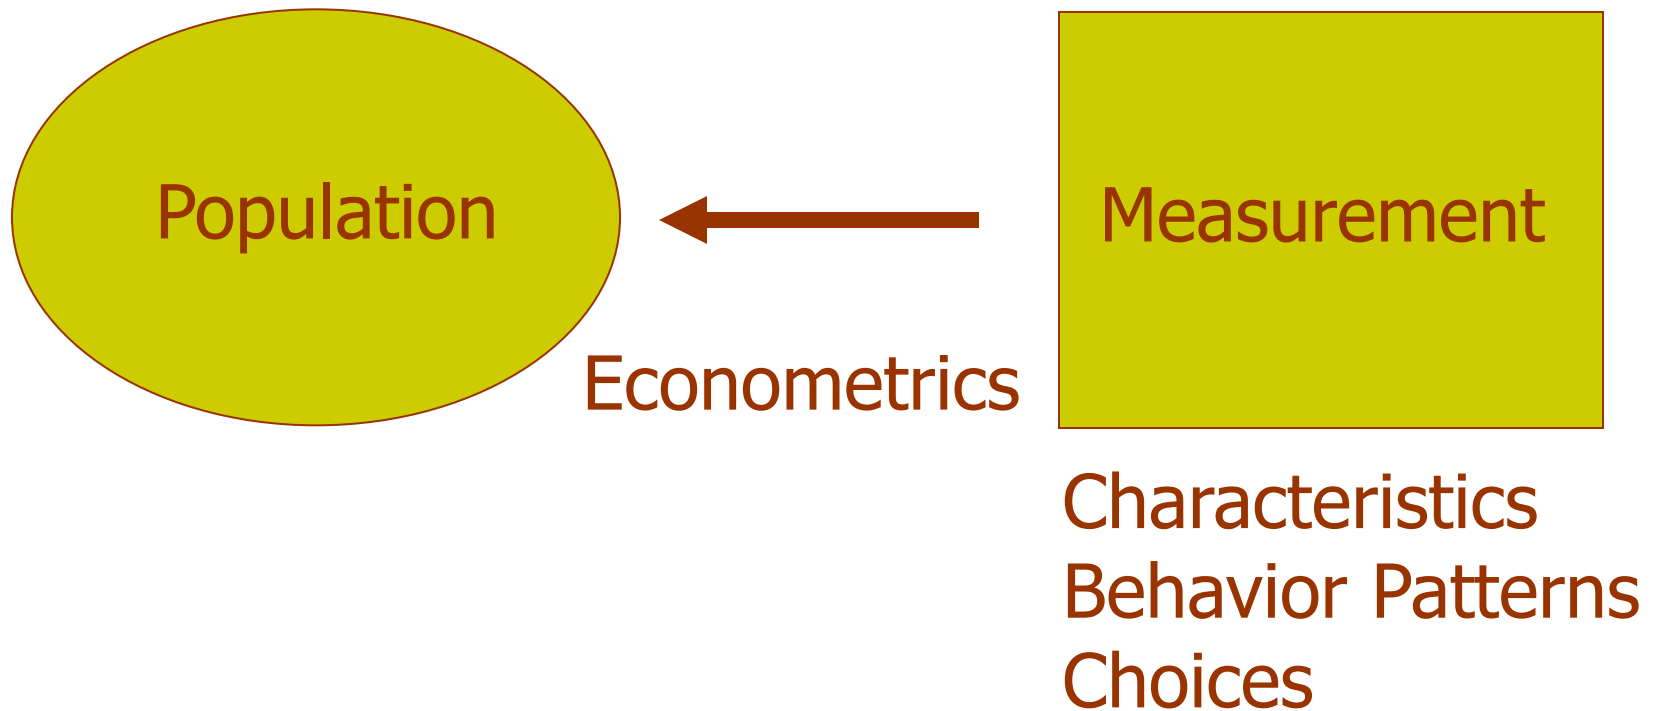 Population
Measurement
Econometrics
Characteristics
Behavior Patterns
Choices